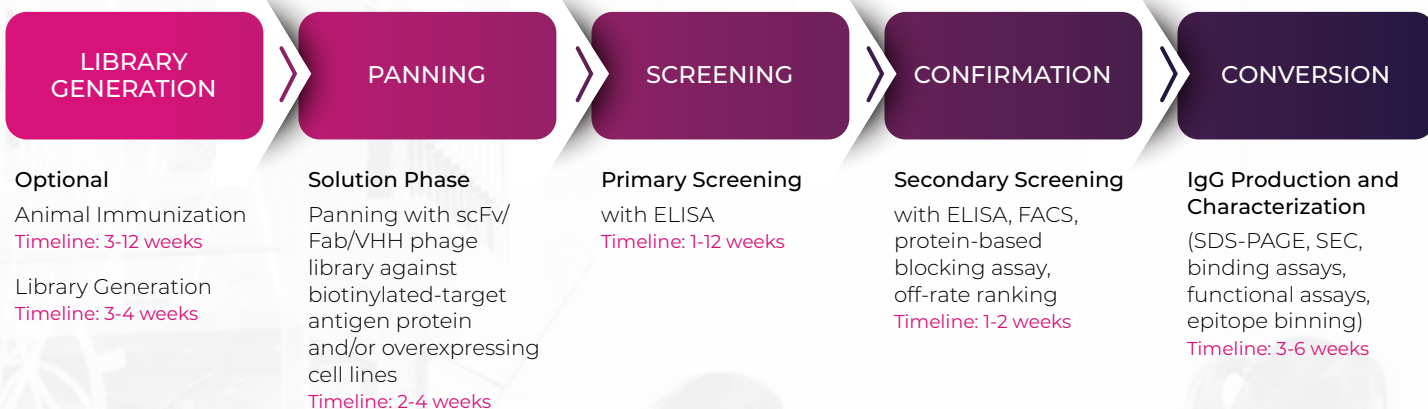 LIBRARY
GENERATION
PANNING
SCREENING
CONFIRMATION
CONVERSION
Optional
Animal Immunization
Timeline: 3-12 weeks
Library Generation
Timeline: 3-4 weeks
Solution Phase
Panning with scFv/
Fab/VHH phage
library against
biotinylated-target
antigen protein
and/or overexpressing
cell lines
Timeline: 2-4 weeks
Primary Screening
with ELISA
Timeline: 1-12 weeks
Secondary Screening
with ELISA, FACS,
protein-based
blocking assay,
off-rate ranking
Timeline: 1-2 weeks
IgG Production and
Characterization
(SDS-PAGE, SEC,
binding assays,
functional assays,
epitope binning)
Timeline: 3-6 weeks